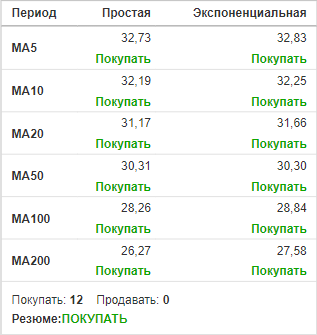 Период Простая Экспоненциальная
MA5 32,73 32,83
Покупать Покупать
MA10 32,19 32,25
Покупать Покупать
MA20 31,17 31,66
Покупать Покупать
MA50 30,31 30,30
Покупать Покупать
MA100 28,26 28,84
Покупать Покупать
MA200 26,27 27,58
Покупать Покупать
Покупать: 12 Продавать: 0
Резюме:ПОКУПАТЬ